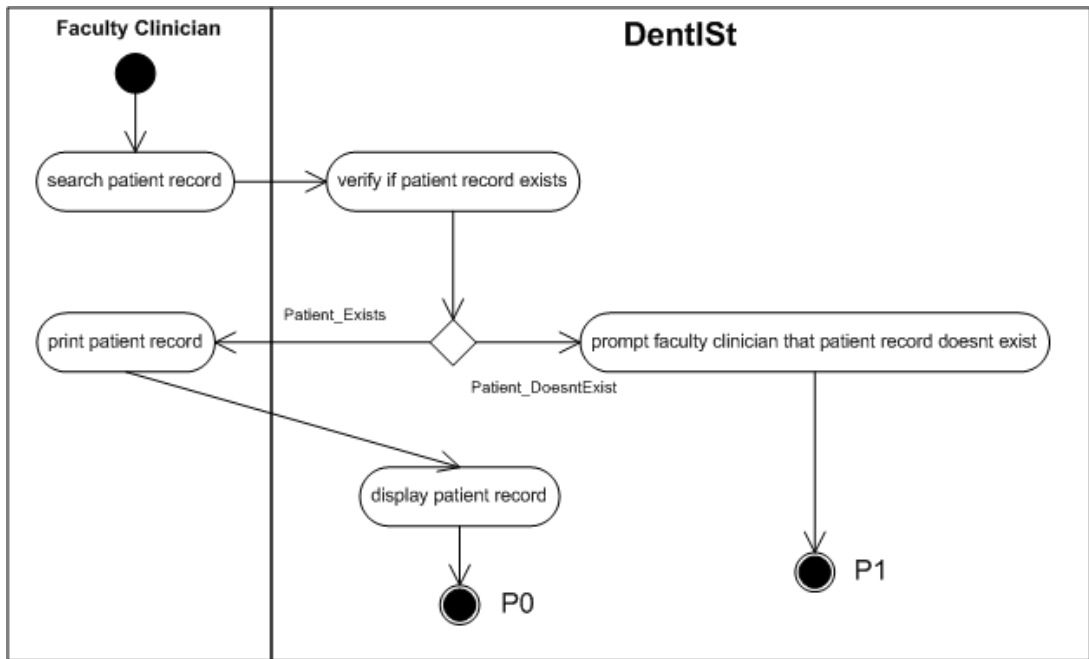 Faculty Clinician
DentISt
search patient record
verify if patient record exists
Patient_Exists
print patient record
prompt faculty clinician that patient record doesnt exist
Patient_DoesntExist
display patient record
P0
P1